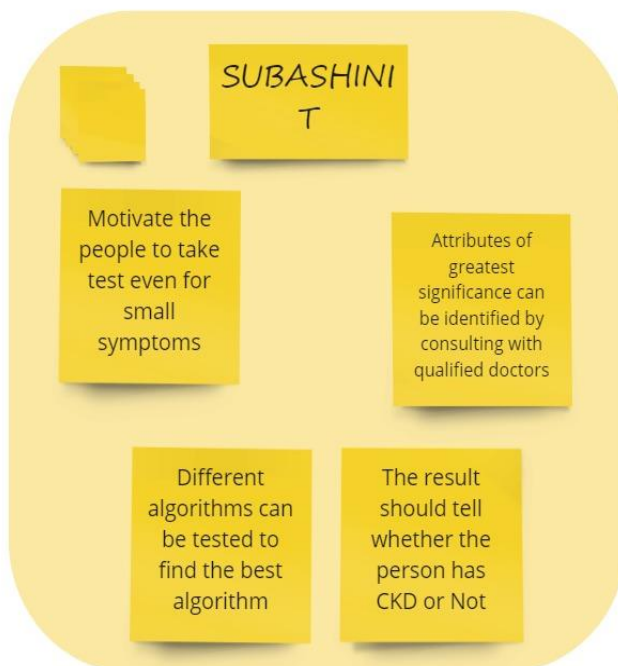 SUBASHINI
T
Motivate the
people to take
test even for
small
symptoms
Attributes of
greatest
significance can
be identified by
consulting with
qualified doctors
Different
algorithms can
be tested to
find the best
algorithm
The result
should tell
whether the
person has
CKD or Not